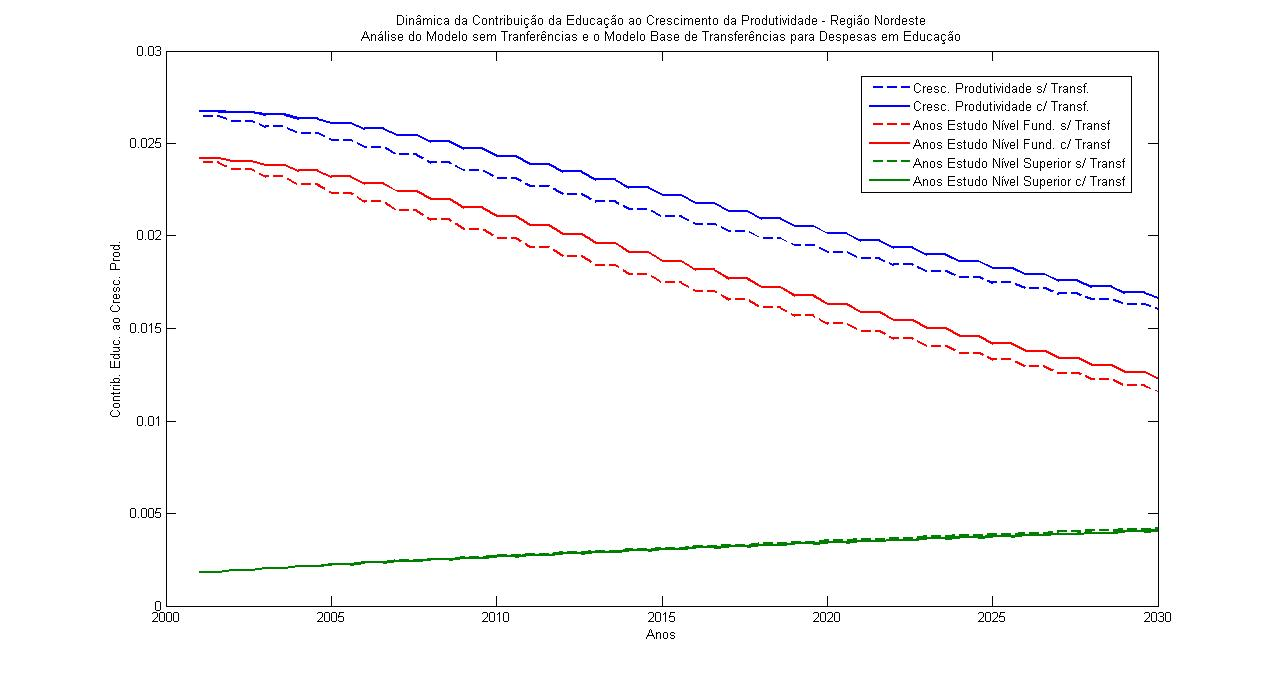 Dinâmica da Contribuição da Educação ao Crescimento da Produtividade - Região Nordeste
Análise do Modelo sem Tranferências e o Modelo Base de Transferências para Despesas em Educação
0.03
0.025
0.02
0.015
0.01
0.005
0
Contrib. Educ. ao Cresc. Prod.
Cresc. Produtividade s/ Transf.
Cresc. Produtividade c/ Transf.
Anos Estudo Nível Fund. s/ Transf
Anos Estudo Nível Fund. c/ Transf
Anos Estudo Nível Superior s/ Transf
Anos Estudo Nível Superior c/ Transf
2000 2005 2010 2015 2020 2025 2030
Anos